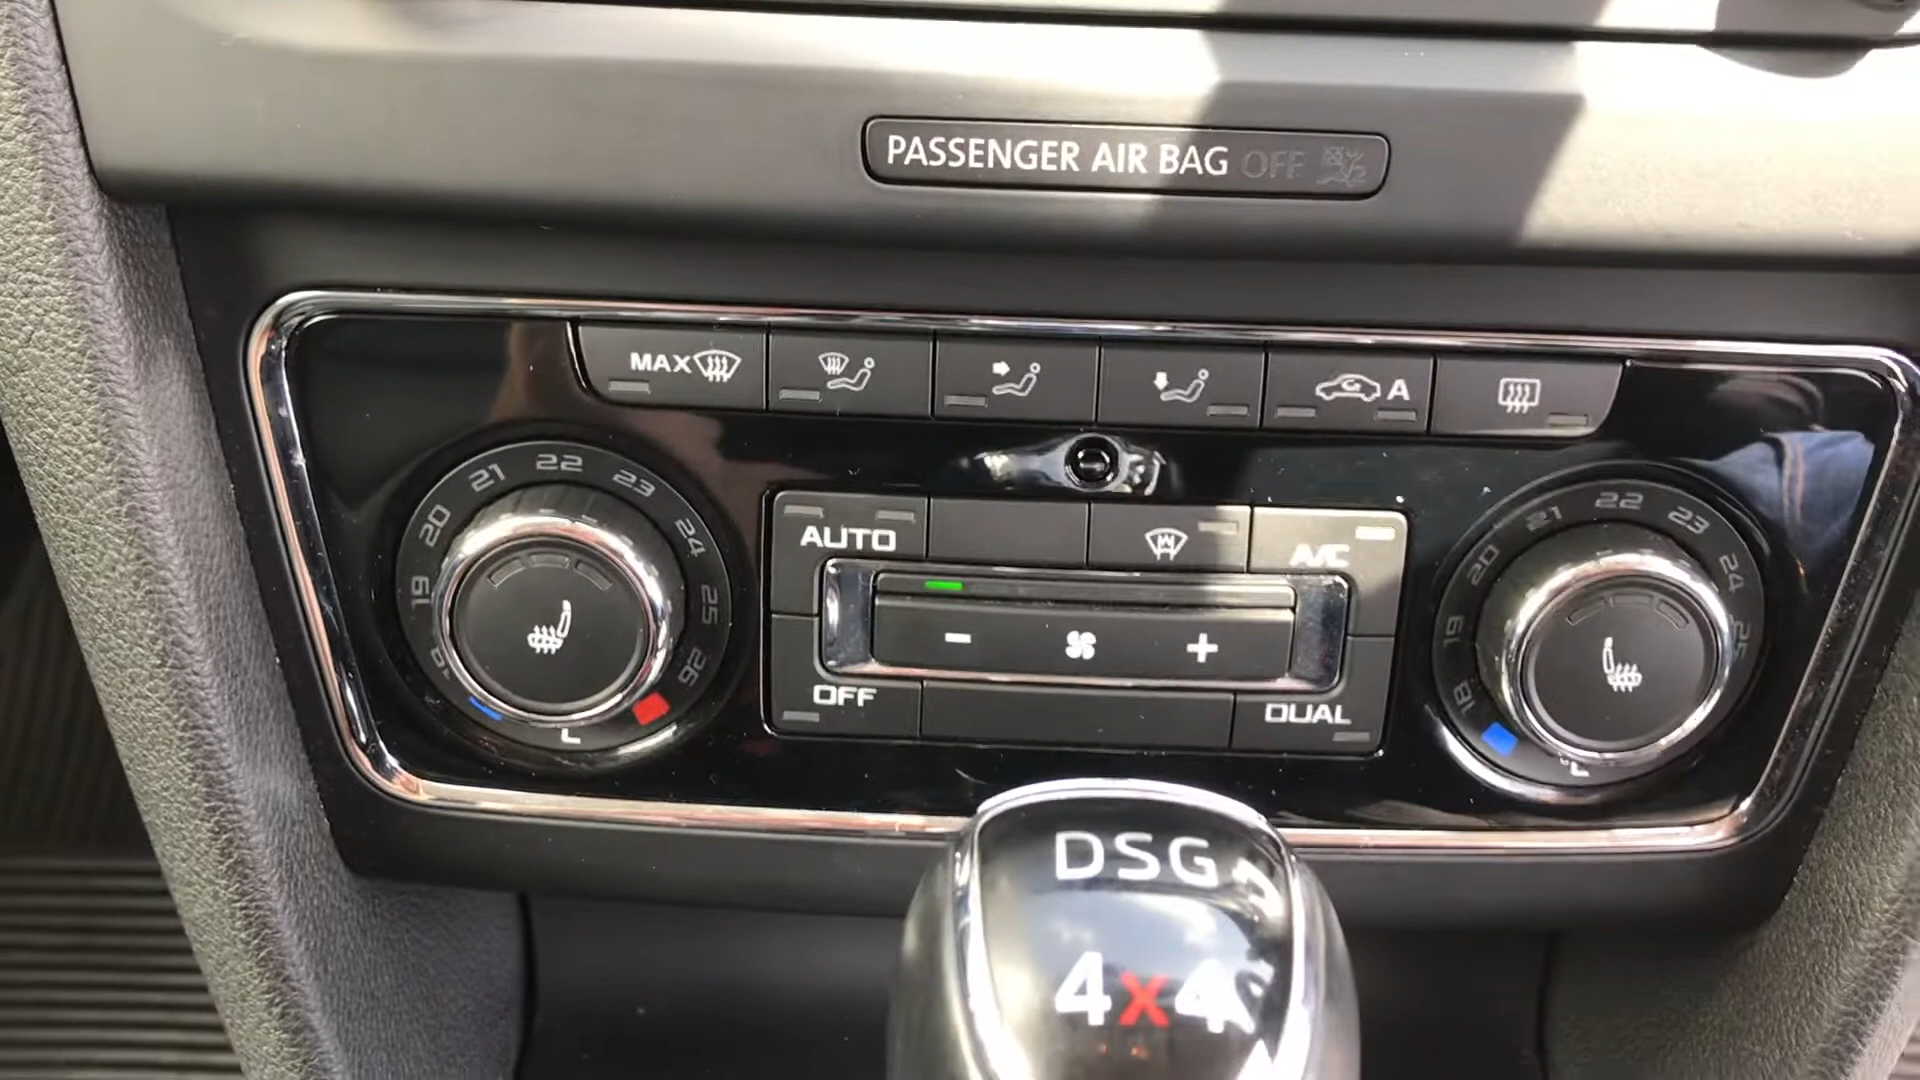 PASSENGER AIR BAG OFF
MAX
A
18 19 20 21 22 23 24 25 26
AUTO
A/C
- +
OFF
DUAL
18 19 20 21 22 23 24 25
DSG
4x4